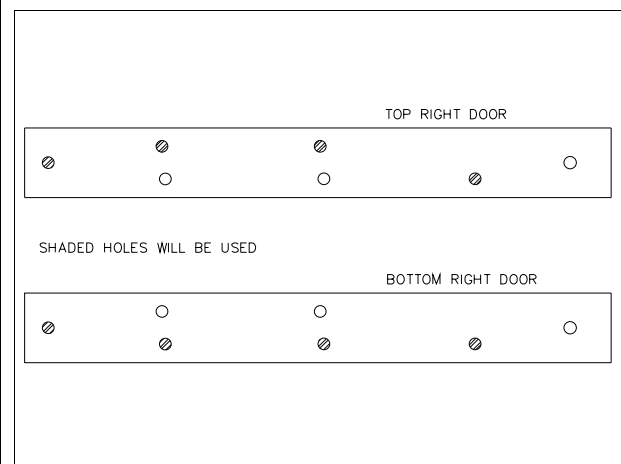 TOP RIGHT DOOR
SHADED HOLES WILL BE USED
BOTTOM RIGHT DOOR